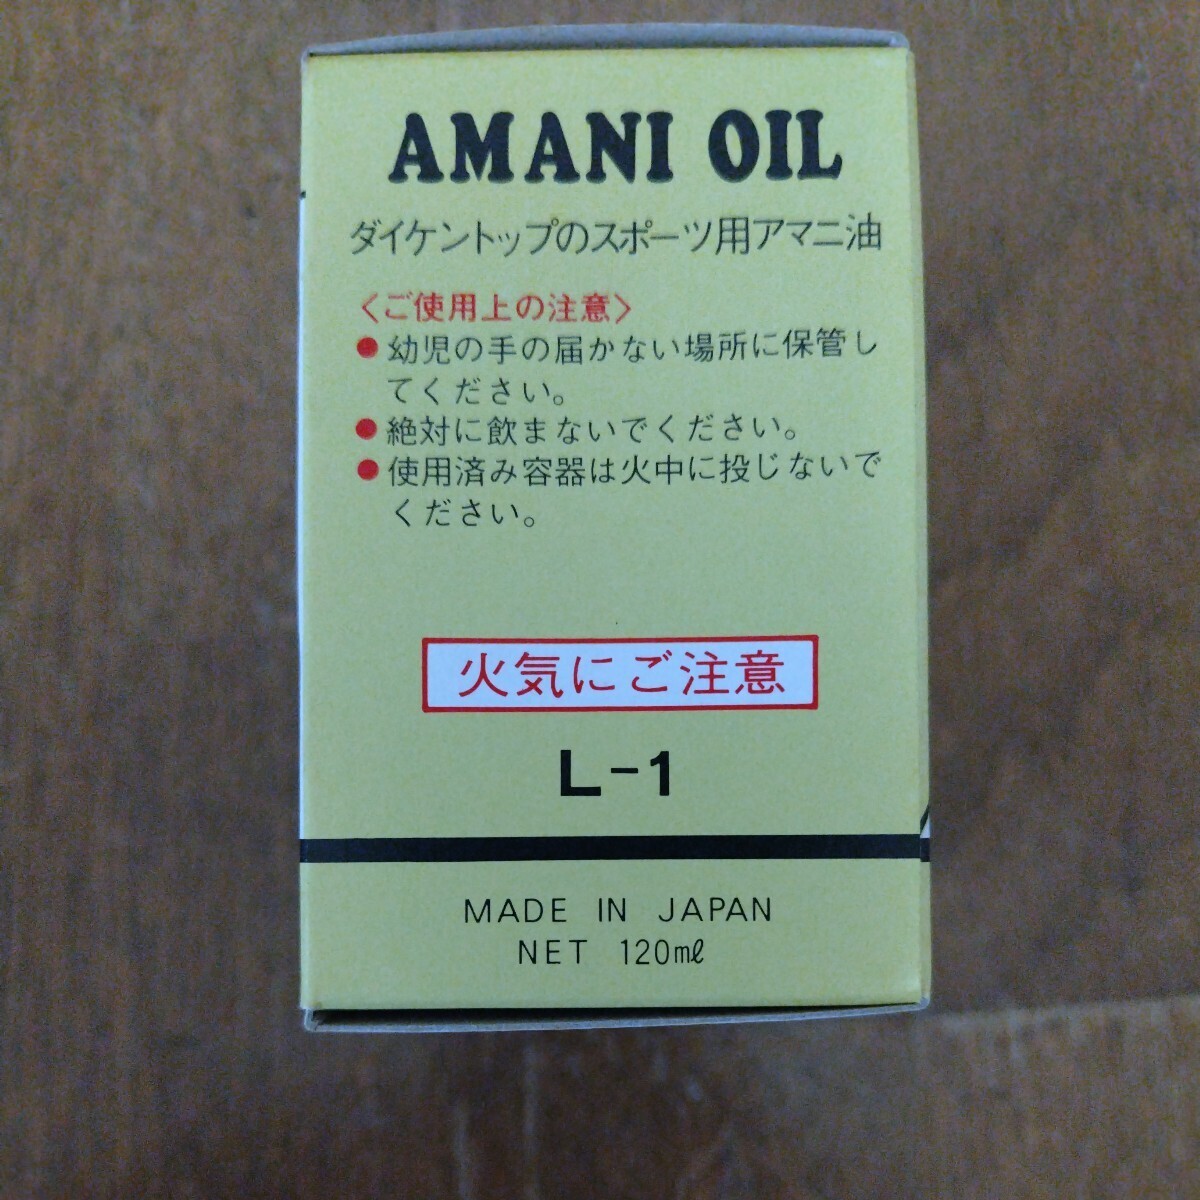 AMANI OIL
ダイケントップのスポーツ用アマニ油
〈ご使用上の注意〉
●幼児の手の届かない場所に保管し
てください。
●絶対に飲まないでください。
●使用済み容器は火中に投じないで
ください。
火気にご注意
L-1
MADE IN JAPAN
NET 120mℓ